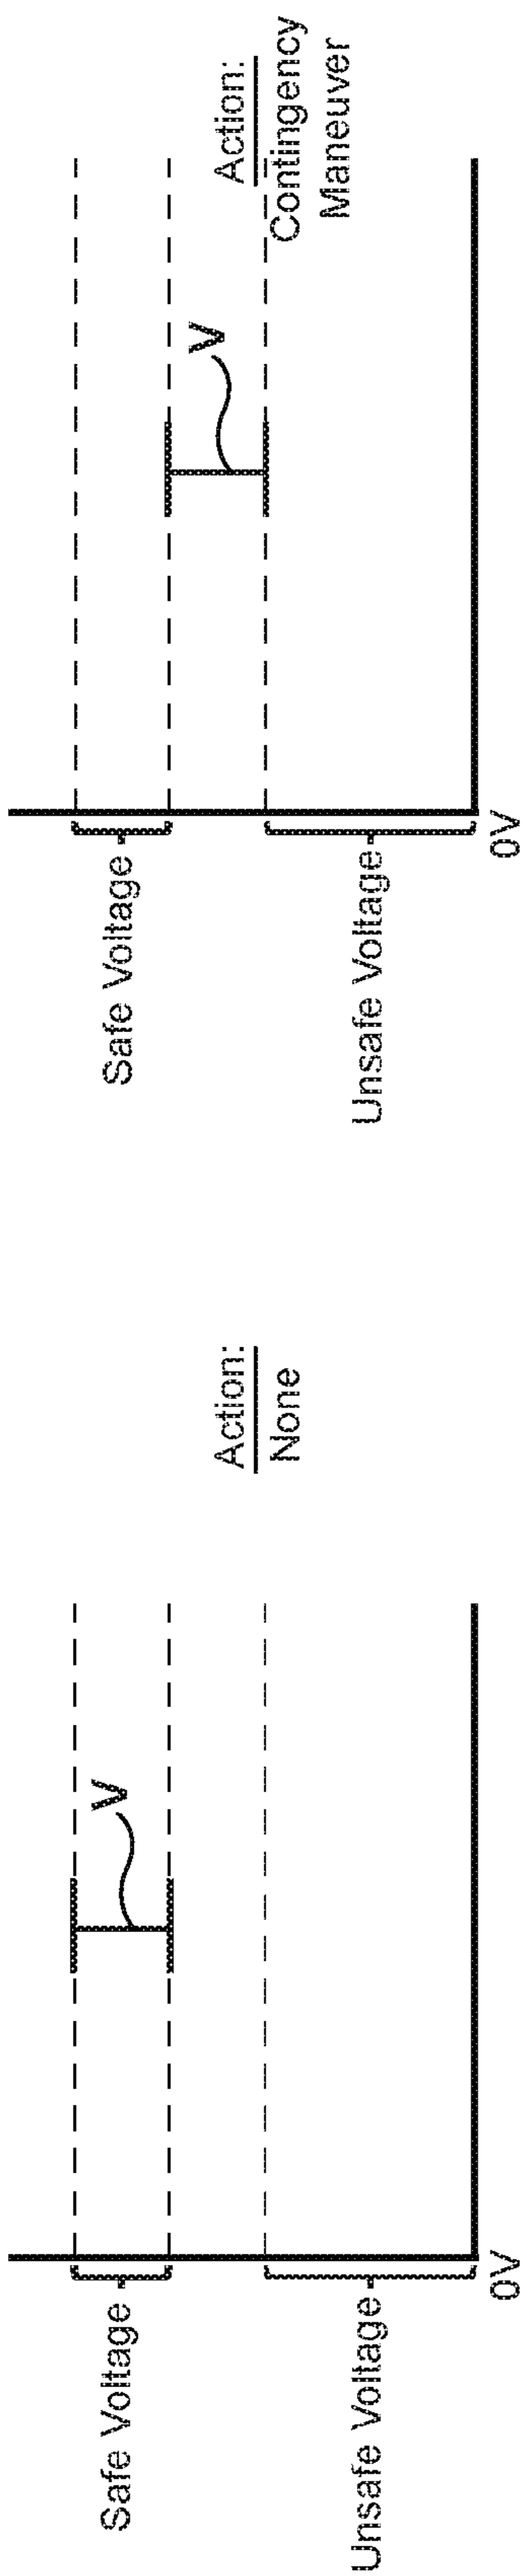 Safe Voltage
V
Unsafe Voltage
0V
Action:
None
Safe Voltage
V
Unsafe Voltage
0V
Action:
Contingency
Maneuver